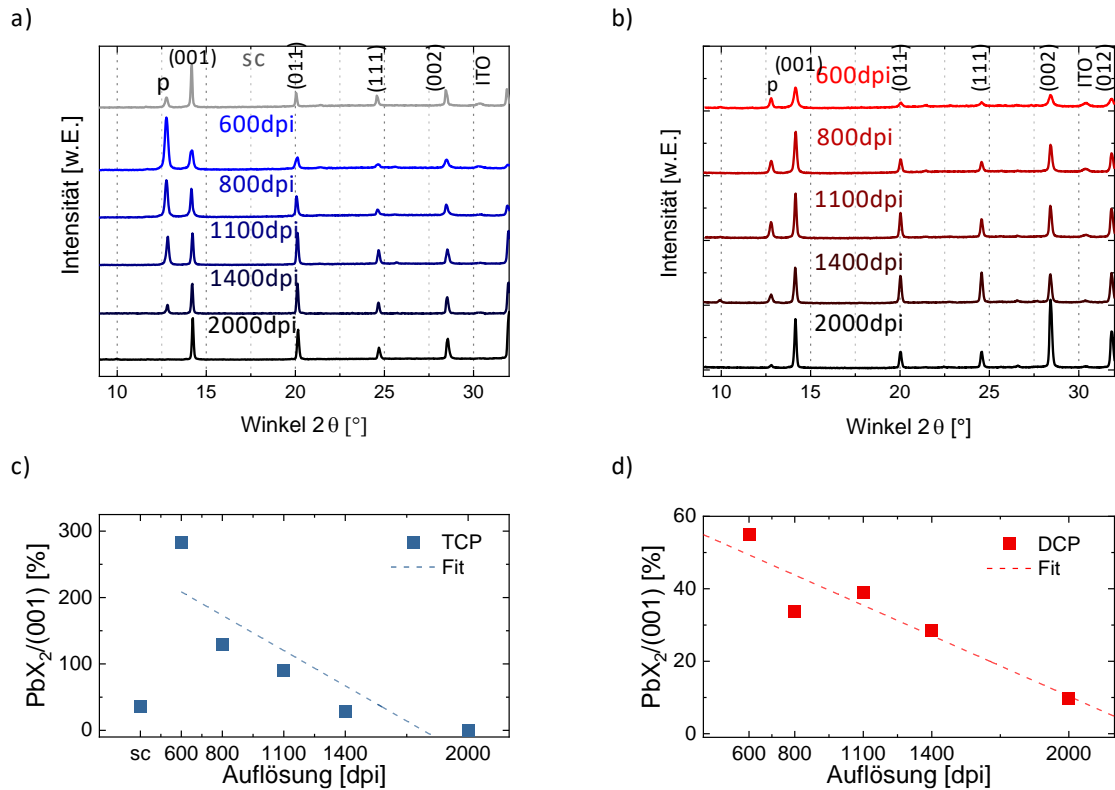 a)
(001)
sc
p
(011)
(111)
(002)
ITO
600dpi
800dpi
1100dpi
1400dpi
2000dpi
Intensität [w.E.]
10 15 20 25 30
Winkel 2 θ [°]
b)
(001)
600dpi
p
(011)
(111)
(002)
ITO
(012)
800dpi
1100dpi
1400dpi
2000dpi
Intensität [w.E.]
10 15 20 25 30
Winkel 2 θ [°]
c)
300
200
100
0
PbX₂/(001) [%]
TCP
Fit
sc 600 800 1100 1400 2000
Auflösung [dpi]
d)
60
40
20
0
PbX₂/(001) [%]
DCP
Fit
600 800 1100 1400 2000
Auflösung [dpi]